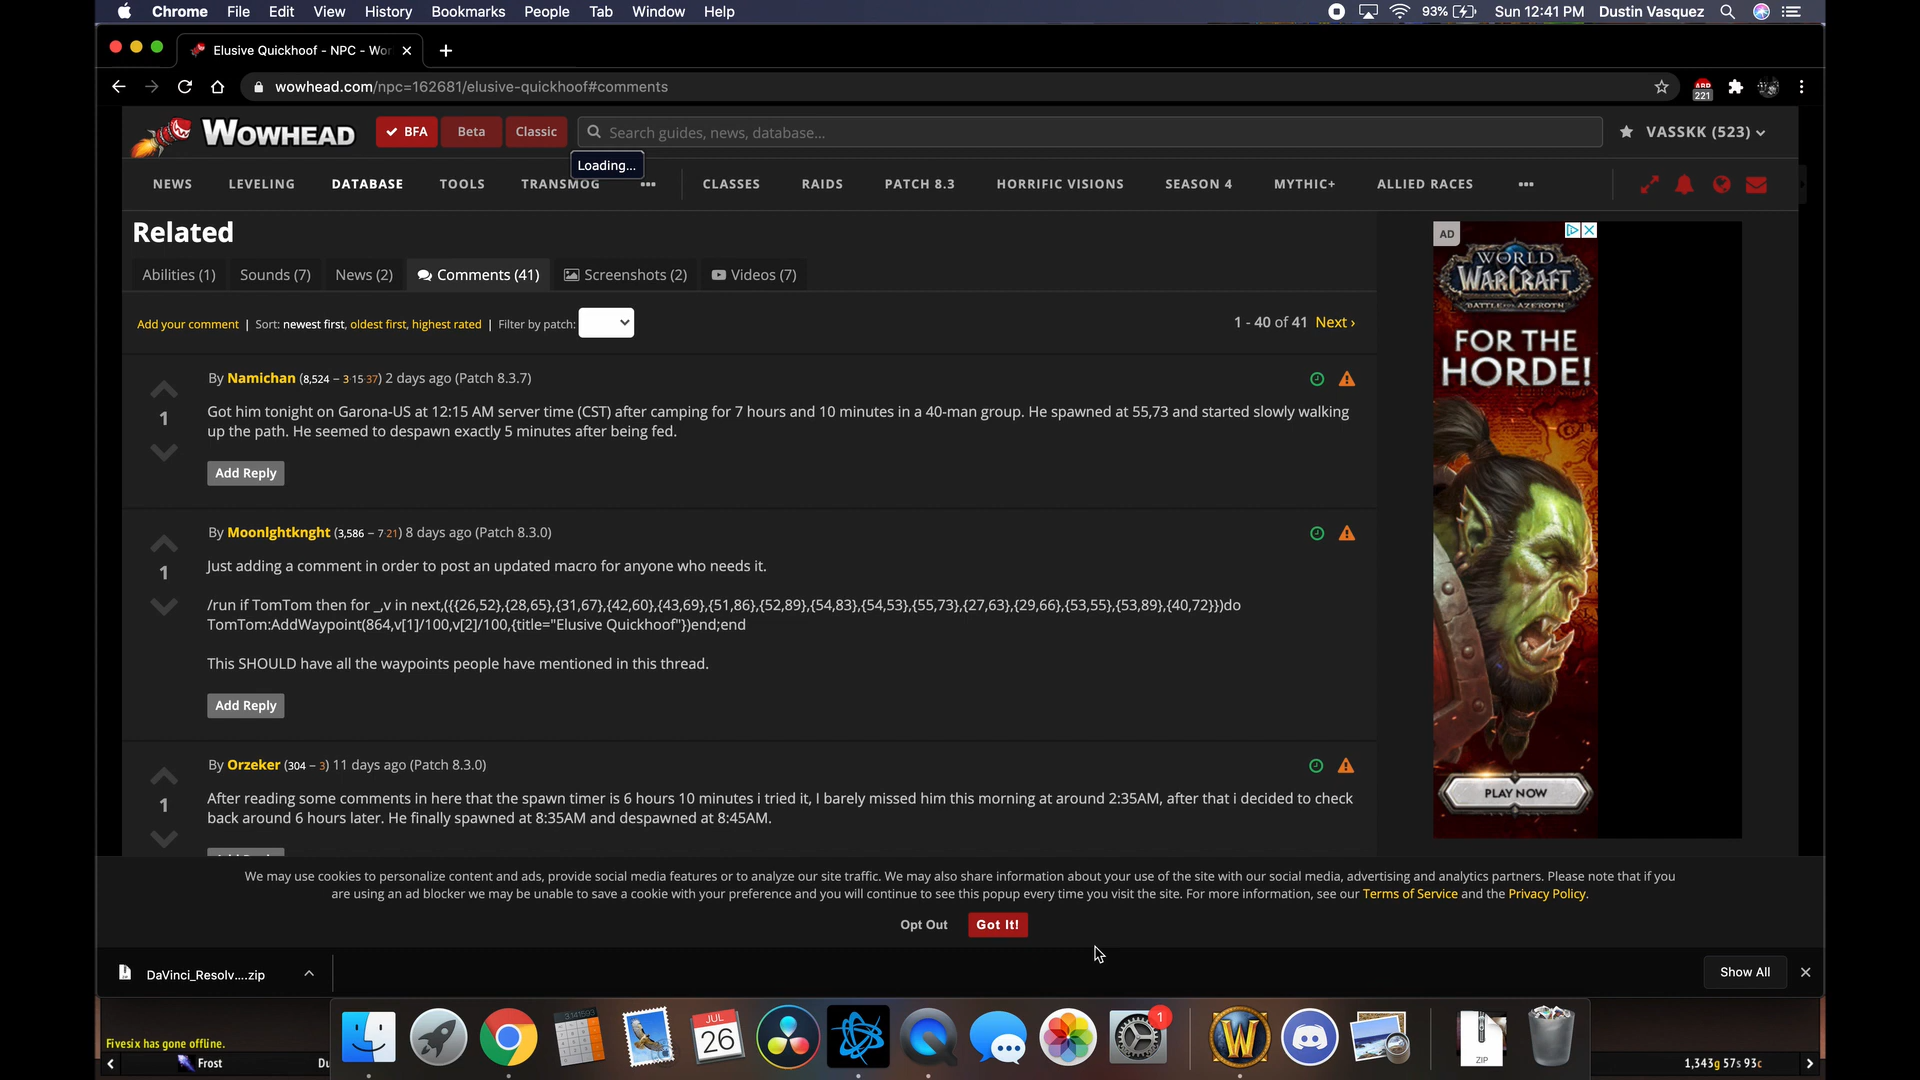 Chrome File Edit View History Bookmarks People Tab Window Help 93% Sun 12:41 PM Dustin Vasquez
Elusive Quickhoof - NPC - Wor
wowhead.com/npc=162681/elusive-quickhoof#comments
ABP
221
WOWHEAD BFA Beta Classic Search guides, news, database... VASSKK (523)
Loading...
NEWS LEVELING DATABASE TOOLS TRANSMOG ••• CLASSES RAIDS PATCH 8.3 HORRIFIC VISIONS SEASON 4 MYTHIC+ ALLIED RACES •••
Related
Abilities (1) Sounds (7) News (2) Comments (41) Screenshots (2) Videos (7)
Add your comment | Sort: newest first, oldest first, highest rated | Filter by patch: 1 - 40 of 41 Next ›
By Namichan (8,524 – 3 15 37) 2 days ago (Patch 8.3.7)
1
Got him tonight on Garona-US at 12:15 AM server time (CST) after camping for 7 hours and 10 minutes in a 40-man group. He spawned at 55,73 and started slowly walking
up the path. He seemed to despawn exactly 5 minutes after being fed.
Add Reply
By Moonlghtknght (3,586 – 7 21) 8 days ago (Patch 8.3.0)
1
Just adding a comment in order to post an updated macro for anyone who needs it.
/run if TomTom then for _,v in next,({{26,52},{28,65},{31,67},{42,60},{43,69},{51,86},{52,89},{54,83},{54,53},{55,73},{27,63},{29,66},{53,55},{53,89},{40,72}})do
TomTom:AddWaypoint(864,v[1]/100,v[2]/100,{title="Elusive Quickhoof"})end;end
This SHOULD have all the waypoints people have mentioned in this thread.
Add Reply
By Orzeker (304 – 3) 11 days ago (Patch 8.3.0)
1
After reading some comments in here that the spawn timer is 6 hours 10 minutes i tried it, I barely missed him this morning at around 2:35AM, after that i decided to check
back around 6 hours later. He finally spawned at 8:35AM and despawned at 8:45AM.
AD
WORLD
WARCRAFT
BATTLE FOR AZEROTH
FOR THE
HORDE!
PLAY NOW
We may use cookies to personalize content and ads, provide social media features or to analyze our site traffic. We may also share information about your use of the site with our social media, advertising and analytics partners. Please note that if you
are using an ad blocker we may be unable to save a cookie with your preference and you will continue to see this popup every time you visit the site. For more information, see our Terms of Service and the Privacy Policy.
Opt Out Got It!
DaVinci_Resolv....zip Show All
3.141593
JUL
26
1
ZIP
Fivesix has gone offline.
Frost Du 1,343g 57s 93c